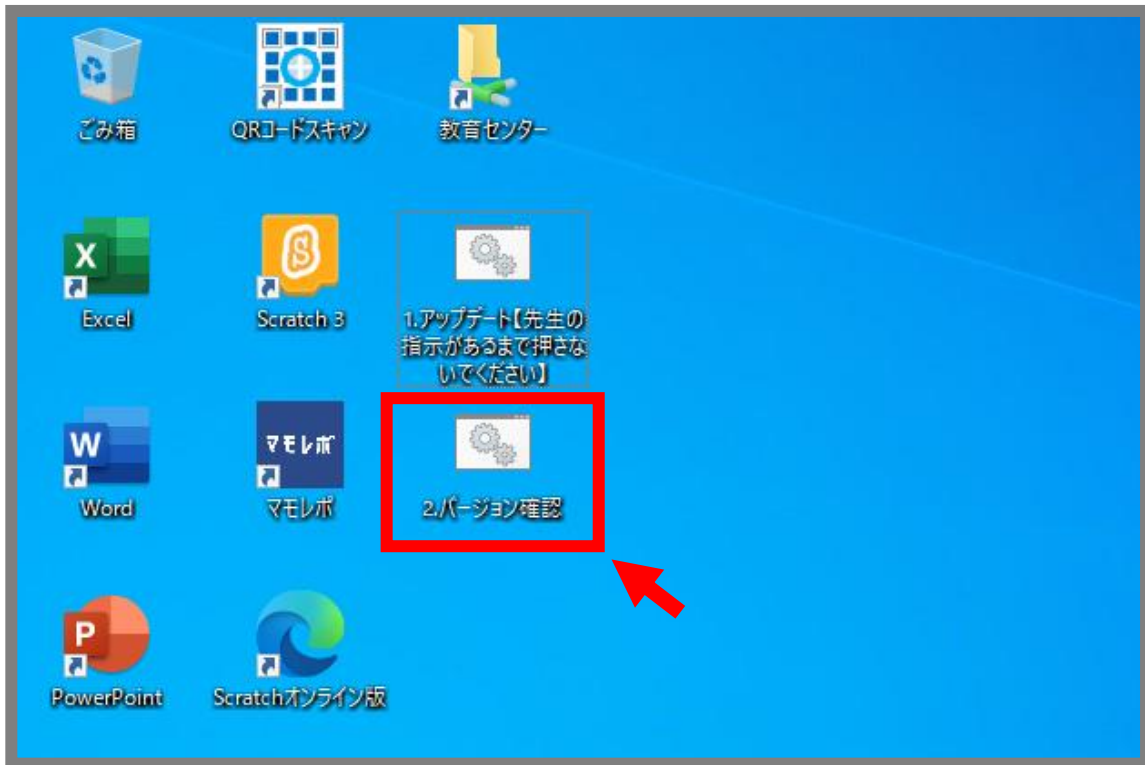 ごみ箱
QRコードスキャン
教育センター
X
Excel
S
Scratch 3
1.アップデート【先生の
指示があるまで押さな
いでください】
W
Word
マモレポ
マモレポ
2.バージョン確認
P
PowerPoint
Scratchオンライン版